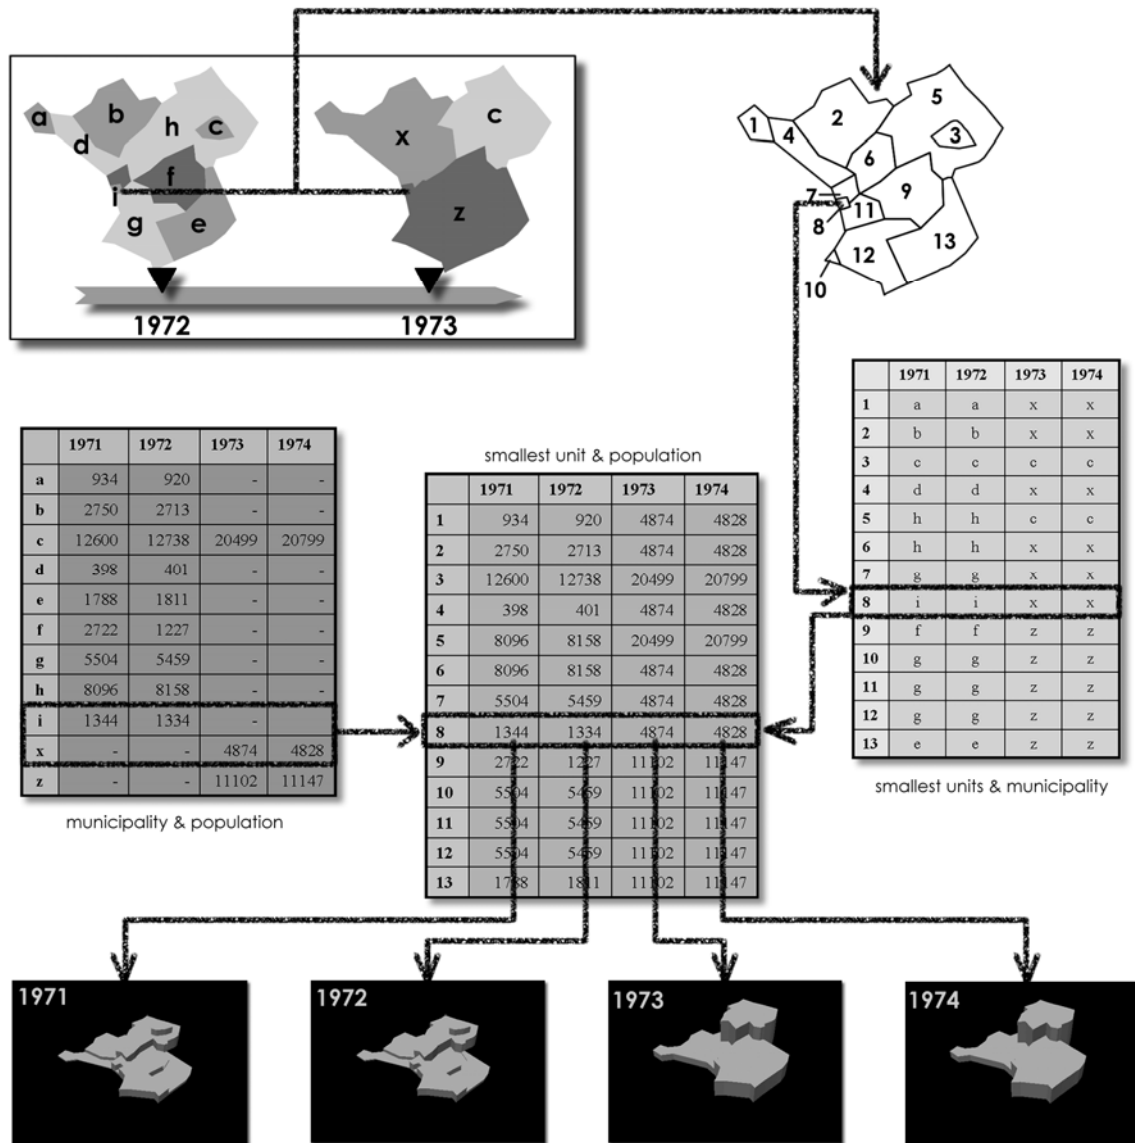 a
b
h
c
d
f
i
g
e
1972
x
c
z
1973
1
2
3
4
5
6
7
8
9
10
11
12
13
1971 1972 1973 1974
1 a a x x
2 b b x x
3 c c c c
4 d d x x
5 h h c c
6 h h x x
7 g g x x
8 i i x x
9 f f z z
10 g g z z
11 g g z z
12 g g z z
13 e e z z
smallest units & municipality
1971 1972 1973 1974
a 934 920 - -
b 2750 2713 - -
c 12600 12738 20499 20799
d 398 401 - -
e 1788 1811 - -
f 2722 1227 - -
g 5504 5459 - -
h 8096 8158 - -
i 1344 1334 - -
x - - 4874 4828
z - - 11102 11147
municipality & population
smallest unit & population
1971 1972 1973 1974
1 934 920 4874 4828
2 2750 2713 4874 4828
3 12600 12738 20499 20799
4 398 401 4874 4828
5 8096 8158 20499 20799
6 8096 8158 4874 4828
7 5504 5459 4874 4828
8 1344 1334 4874 4828
9 2722 1227 11102 11147
10 5504 5459 11102 11147
11 5504 5459 11102 11147
12 5504 5459 11102 11147
13 1788 1811 11102 11147
1971
1972
1973
1974